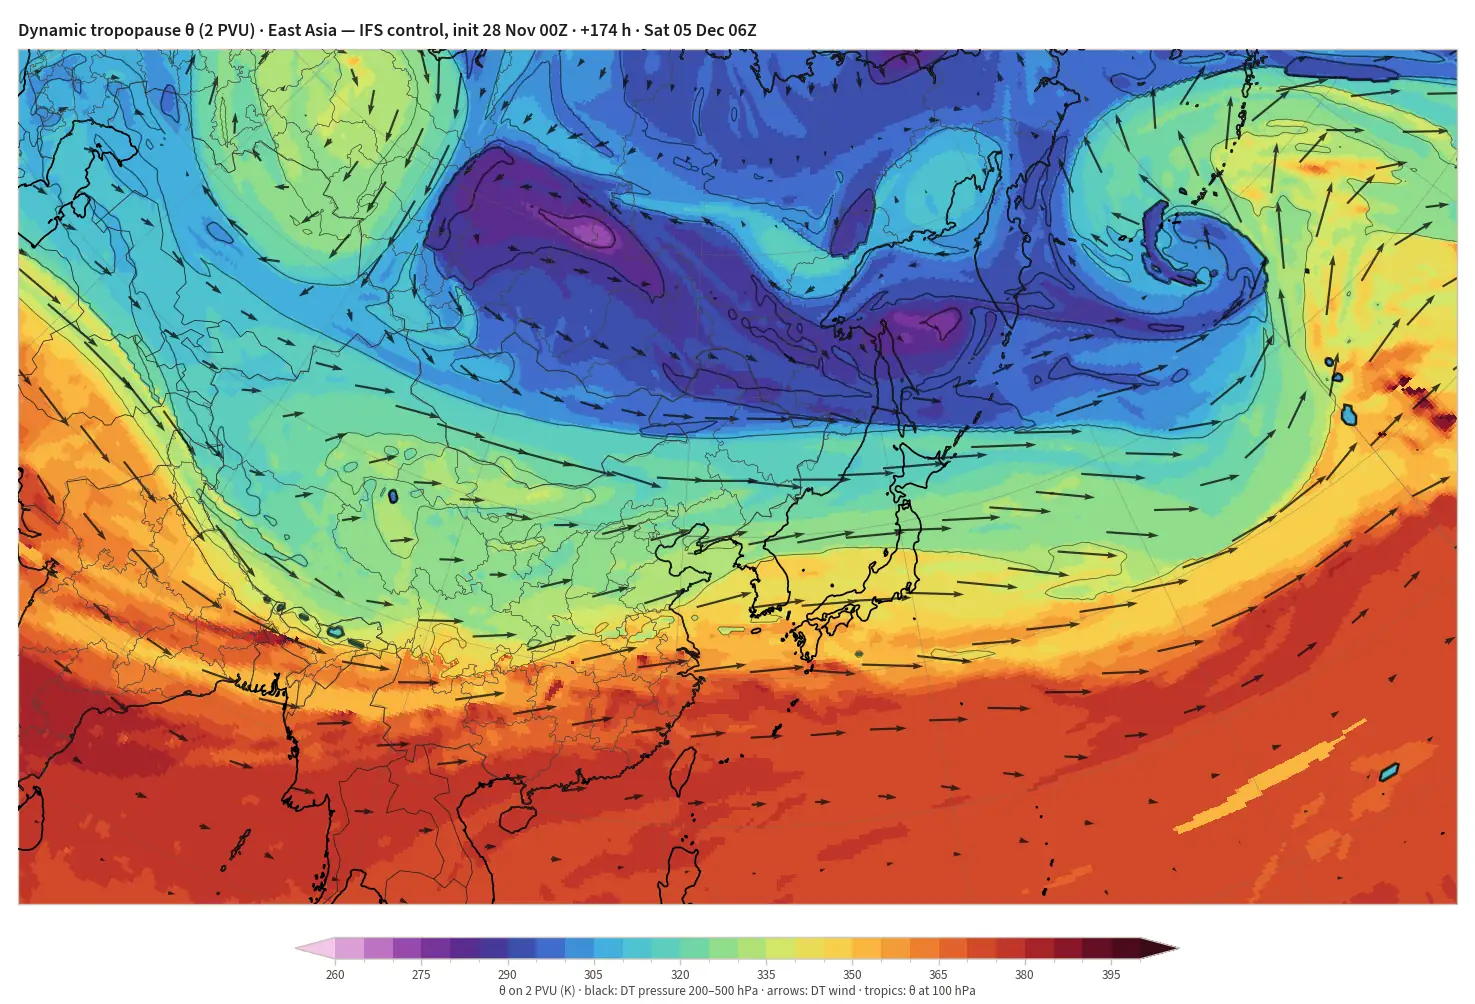 Dynamic tropopause θ (2 PVU) · East Asia — IFS control, init 28 Nov 00Z · +174 h · Sat 05 Dec 06Z
260 275 290 305 320 335 350 365 380 395
θ on 2 PVU (K) · black: DT pressure 200–500 hPa · arrows: DT wind · tropics: θ at 100 hPa